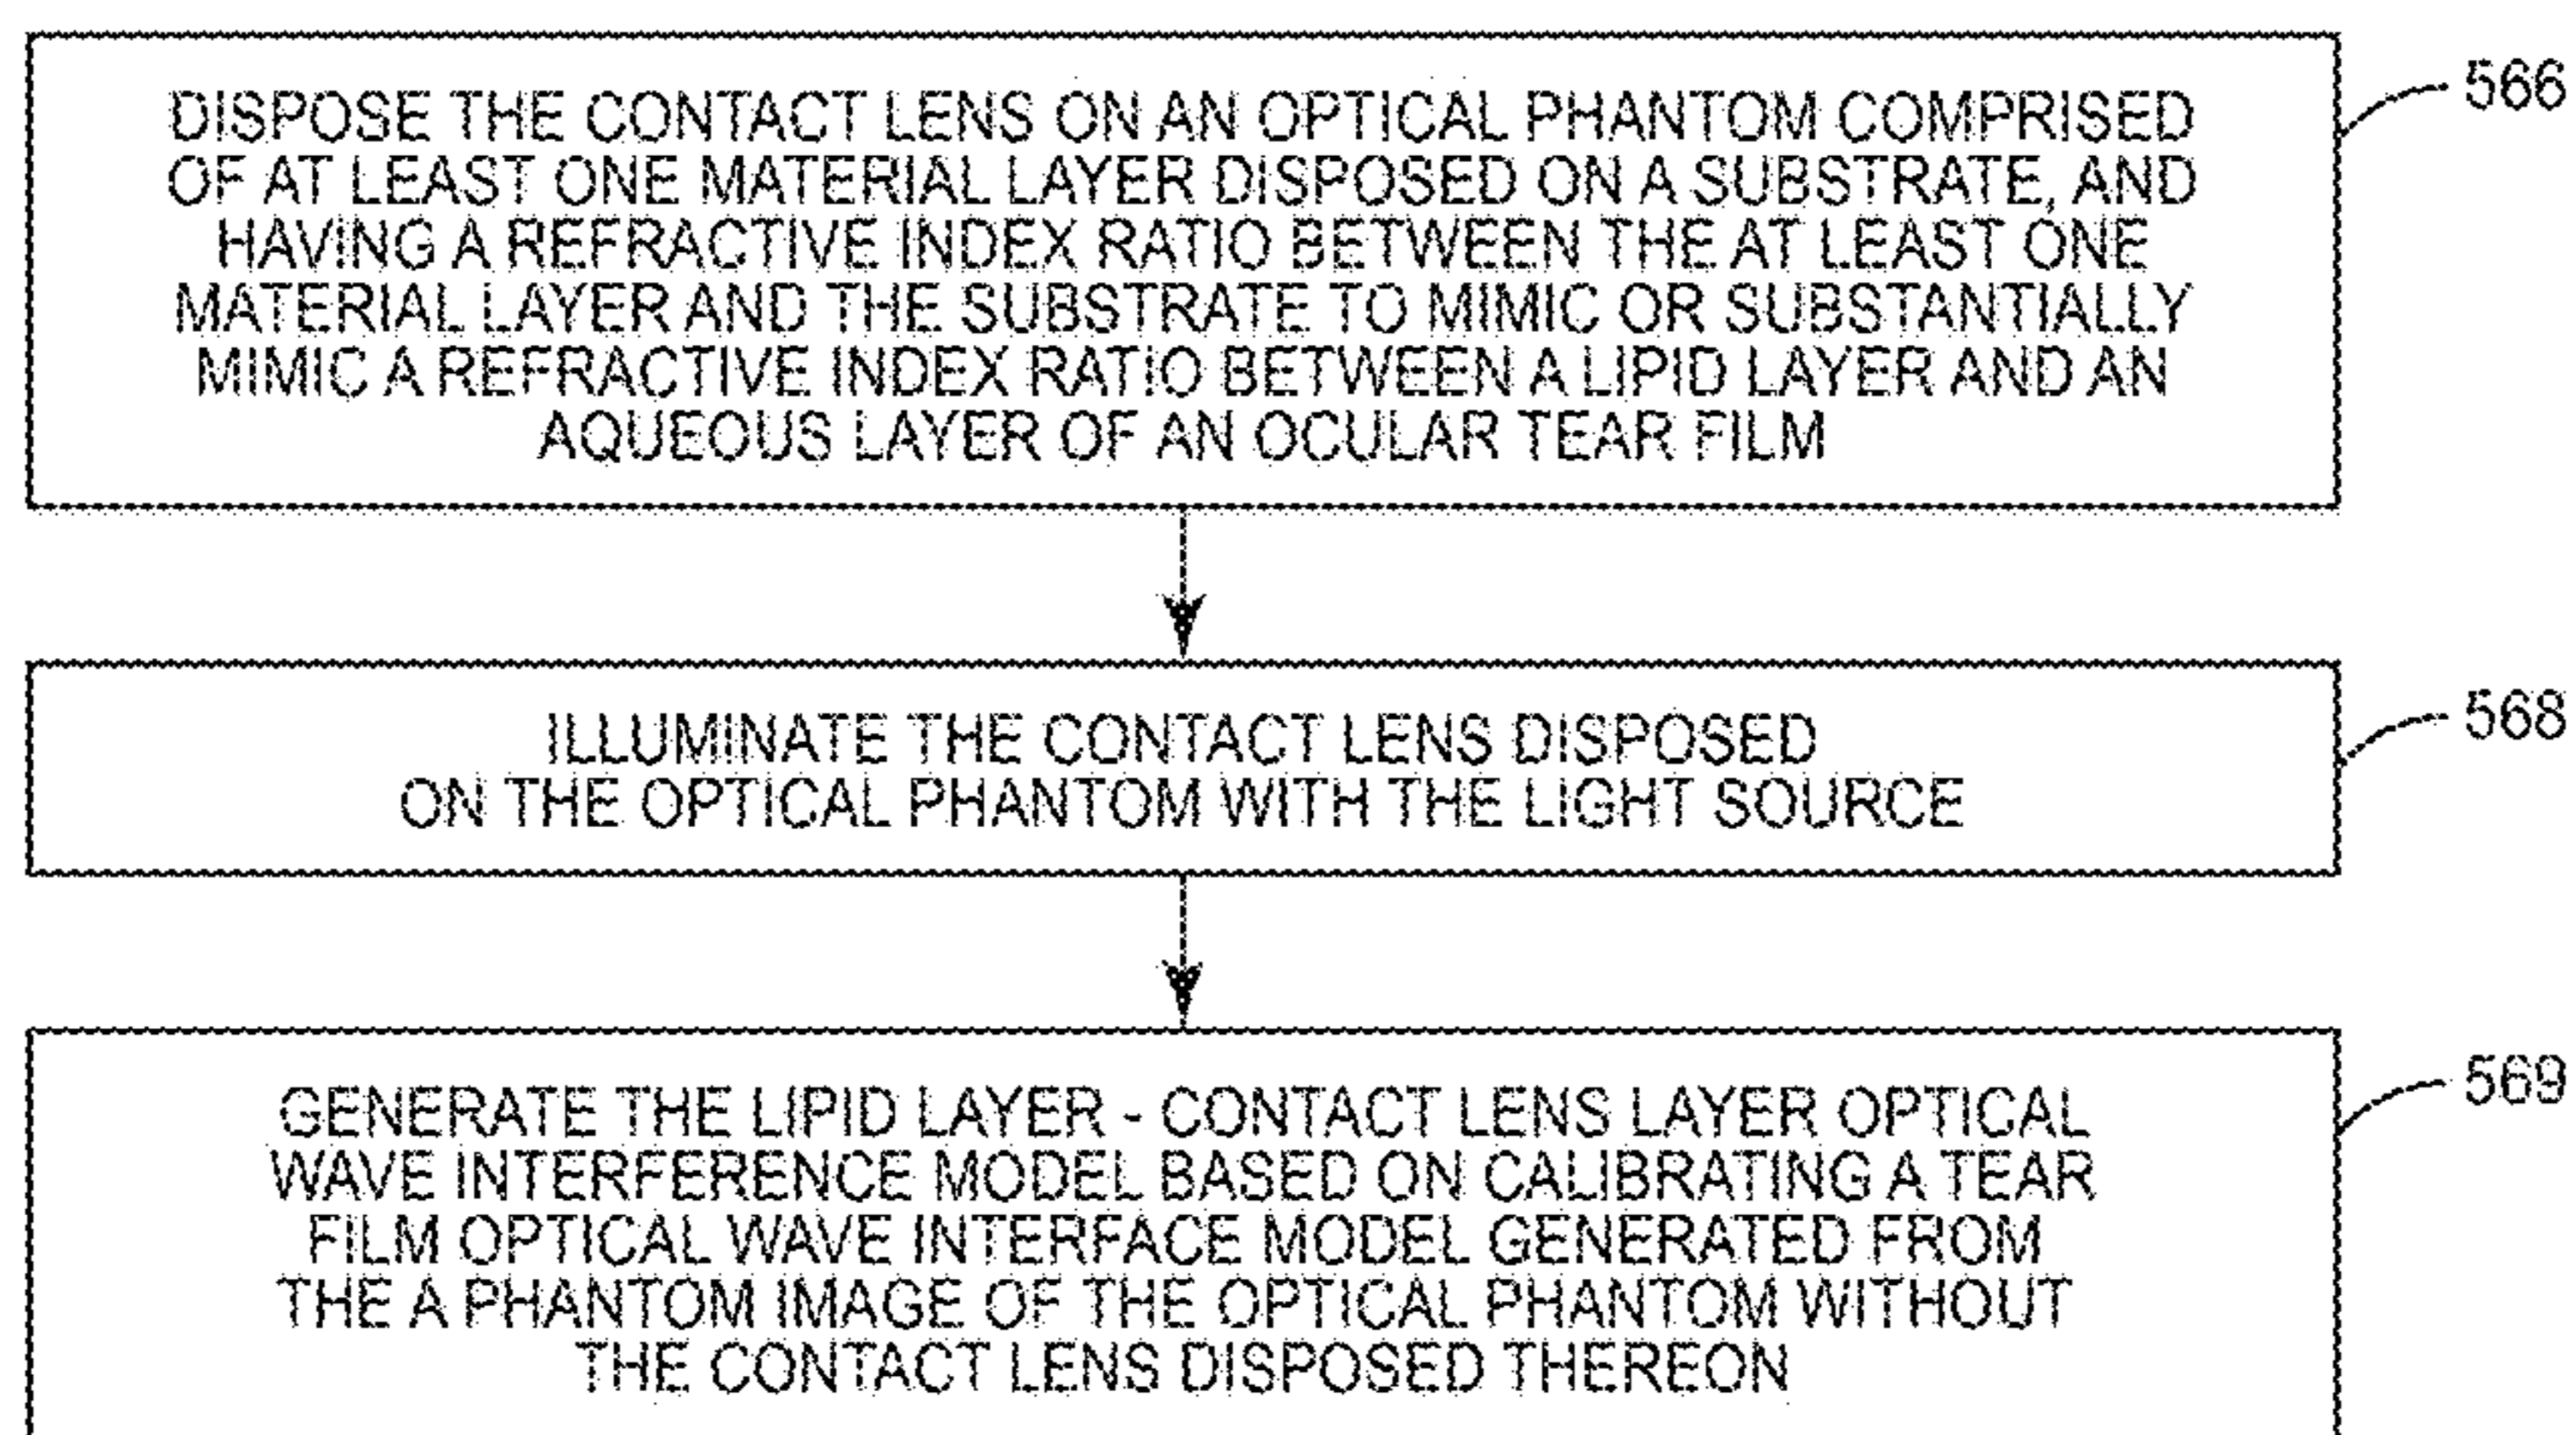 DISPOSE THE CONTACT LENS ON AN OPTICAL PHANTOM COMPRISED
OF AT LEAST ONE MATERIAL LAYER DISPOSED ON A SUBSTRATE, AND
HAVING A REFRACTIVE INDEX RATIO BETWEEN THE AT LEAST ONE
MATERIAL LAYER AND THE SUBSTRATE TO MIMIC OR SUBSTANTIALLY
MIMIC A REFRACTIVE INDEX RATIO BETWEEN A LIPID LAYER AND AN
AQUEOUS LAYER OF AN OCULAR TEAR FILM
566
ILLUMINATE THE CONTACT LENS DISPOSED
ON THE OPTICAL PHANTOM WITH THE LIGHT SOURCE
568
GENERATE THE LIPID LAYER - CONTACT LENS LAYER OPTICAL
WAVE INTERFERENCE MODEL BASED ON CALIBRATING A TEAR
FILM OPTICAL WAVE INTERFACE MODEL GENERATED FROM
THE A PHANTOM IMAGE OF THE OPTICAL PHANTOM WITHOUT
THE CONTACT LENS DISPOSED THEREON
569